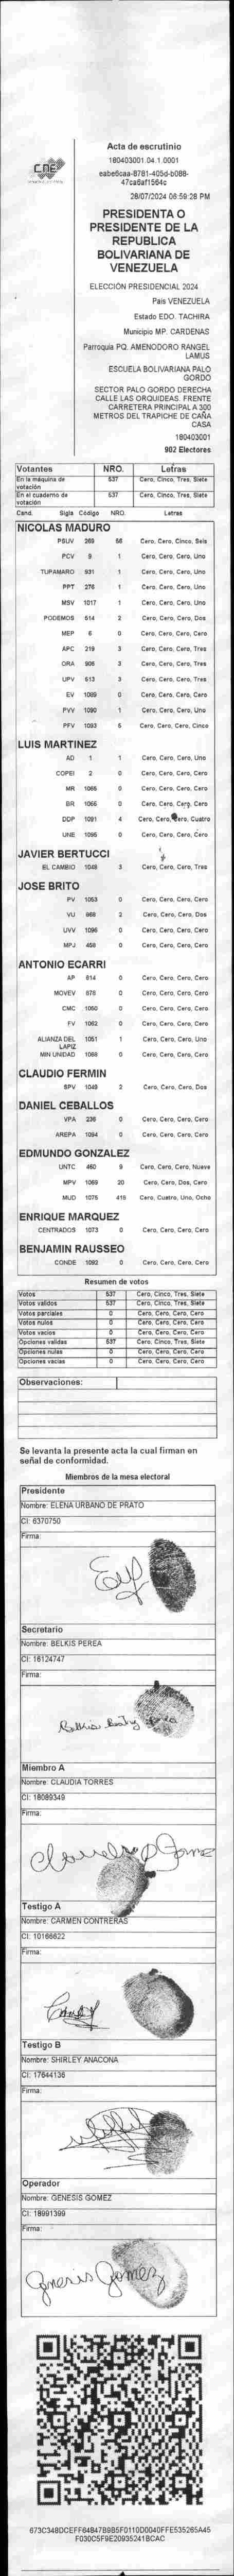 CNE
Acta de escrutinio
180403001.04.1.0001
eabe6caa-8781-405d-b088-
47ca6af1564c
28/07/2024 06:59:28 PM
PRESIDENTA O
PRESIDENTE DE LA
REPUBLICA
BOLIVARIANA DE
VENEZUELA
ELECCIÓN PRESIDENCIAL 2024
Pais VENEZUELA
Estado EDO. TACHIRA
Municipio MP. CARDENAS
Parroquia PQ. AMENODORO RANGEL
LAMUS
ESCUELA BOLIVARIANA PALO
GORDO
SECTOR PALO GORDO DERECHA
CALLE LAS ORQUIDEAS. FRENTE
CARRETERA PRINCIPAL A 300
METROS DEL TRAPICHE DE CAÑA
CASA
180403001
902 Electores
Votantes NRO. Letras
En la máquina de votación 537 Cero, Cinco, Tres, Siete
En el cuaderno de votación 537 Cero, Cinco, Tres, Siete
Cand. Sigla Código NRO. Letras
NICOLAS MADURO
PSUV 269 56 Cero, Cero, Cinco, Seis
PCV 9 1 Cero, Cero, Cero, Uno
TUPAMARO 931 1 Cero, Cero, Cero, Uno
PPT 276 1 Cero, Cero, Cero, Uno
MSV 1017 1 Cero, Cero, Cero, Uno
PODEMOS 514 2 Cero, Cero, Cero, Dos
MEP 6 0 Cero, Cero, Cero, Cero
APC 219 3 Cero, Cero, Cero, Tres
ORA 906 3 Cero, Cero, Cero, Tres
UPV 513 3 Cero, Cero, Cero, Tres
EV 1089 0 Cero, Cero, Cero, Cero
PVV 1090 1 Cero, Cero, Cero, Uno
PFV 1093 5 Cero, Cero, Cero, Cinco
LUIS MARTINEZ
AD 1 1 Cero, Cero, Cero, Uno
COPEI 2 0 Cero, Cero, Cero, Cero
MR 1065 0 Cero, Cero, Cero, Cero
BR 1066 0 Cero, Cero, Cero, Cero
DDP 1091 4 Cero, Cero, Cero, Cuatro
UNE 1095 0 Cero, Cero, Cero, Cero
JAVIER BERTUCCI
EL CAMBIO 1048 3 Cero, Cero, Cero, Tres
JOSE BRITO
PV 1053 0 Cero, Cero, Cero, Cero
VU 968 2 Cero, Cero, Cero, Dos
UVV 1096 0 Cero, Cero, Cero, Cero
MPJ 458 0 Cero, Cero, Cero, Cero
ANTONIO ECARRI
AP 814 0 Cero, Cero, Cero, Cero
MOVEV 878 0 Cero, Cero, Cero, Cero
CMC 1050 0 Cero, Cero, Cero, Cero
FV 1062 0 Cero, Cero, Cero, Cero
ALIANZA DEL LAPIZ 1051 1 Cero, Cero, Cero, Uno
MIN UNIDAD 1058 0 Cero, Cero, Cero, Cero
CLAUDIO FERMIN
SPV 1049 2 Cero, Cero, Cero, Dos
DANIEL CEBALLOS
VPA 236 0 Cero, Cero, Cero, Cero
AREPA 1094 0 Cero, Cero, Cero, Cero
EDMUNDO GONZALEZ
UNTC 460 9 Cero, Cero, Cero, Nueve
MPV 1069 20 Cero, Cero, Dos, Cero
MUD 1075 418 Cero, Cuatro, Uno, Ocho
ENRIQUE MARQUEZ
CENTRADOS 1073 0 Cero, Cero, Cero, Cero
BENJAMIN RAUSSEO
CONDE 1092 0 Cero, Cero, Cero, Cero
Resumen de votos
Votos 537 Cero, Cinco, Tres, Siete
Votos validos 537 Cero, Cinco, Tres, Siete
Votos parciales 0 Cero, Cero, Cero, Cero
Votos nulos 0 Cero, Cero, Cero, Cero
Votos vacios 0 Cero, Cero, Cero, Cero
Opciones validas 537 Cero, Cinco, Tres, Siete
Opciones nulas 0 Cero, Cero, Cero, Cero
Opciones vacias 0 Cero, Cero, Cero, Cero
Observaciones:
Se levanta la presente acta la cual firman en
señal de conformidad.
Miembros de la mesa electoral
Presidente
Nombre: ELENA URBANO DE PRATO
CI: 6370750
Firma:
Secretario
Nombre: BELKIS PEREA
CI: 16124747
Firma:
Miembro A
Nombre: CLAUDIA TORRES
CI: 18089349
Firma:
Testigo A
Nombre: CARMEN CONTRERAS
CI: 10166622
Firma:
Testigo B
Nombre: SHIRLEY ANACONA
CI: 17644136
Firma:
Operador
Nombre: GENESIS GOMEZ
CI: 18991399
Firma:
Genesis Gomez
673C348DCEFF64847B9B5F0110D0040FFE535265A45
F030C5F9E20935241BCAC